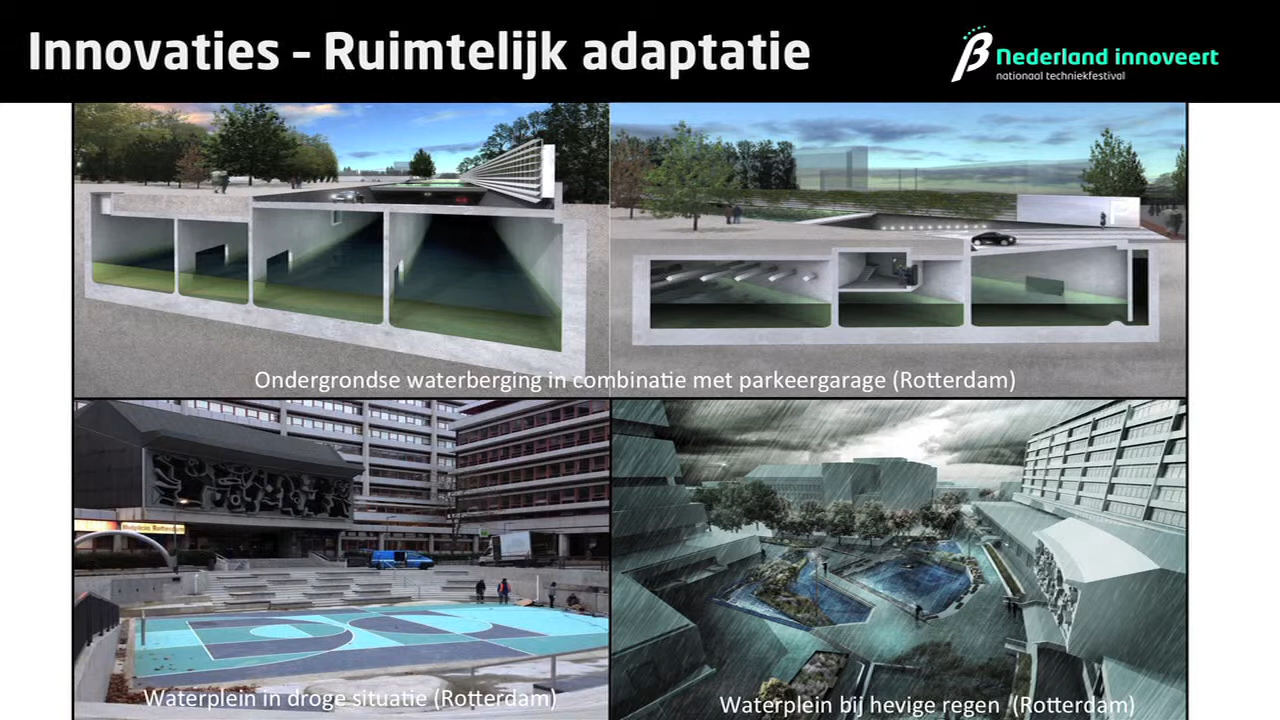 Innovaties – Ruimtelijk adaptatie
β Nederland innoveert
nationaal techniekfestival
Ondergrondse waterberging in combinatie met parkeergarage (Rotterdam)
Waterplein in droge situatie (Rotterdam)
Waterplein bij hevige regen (Rotterdam)